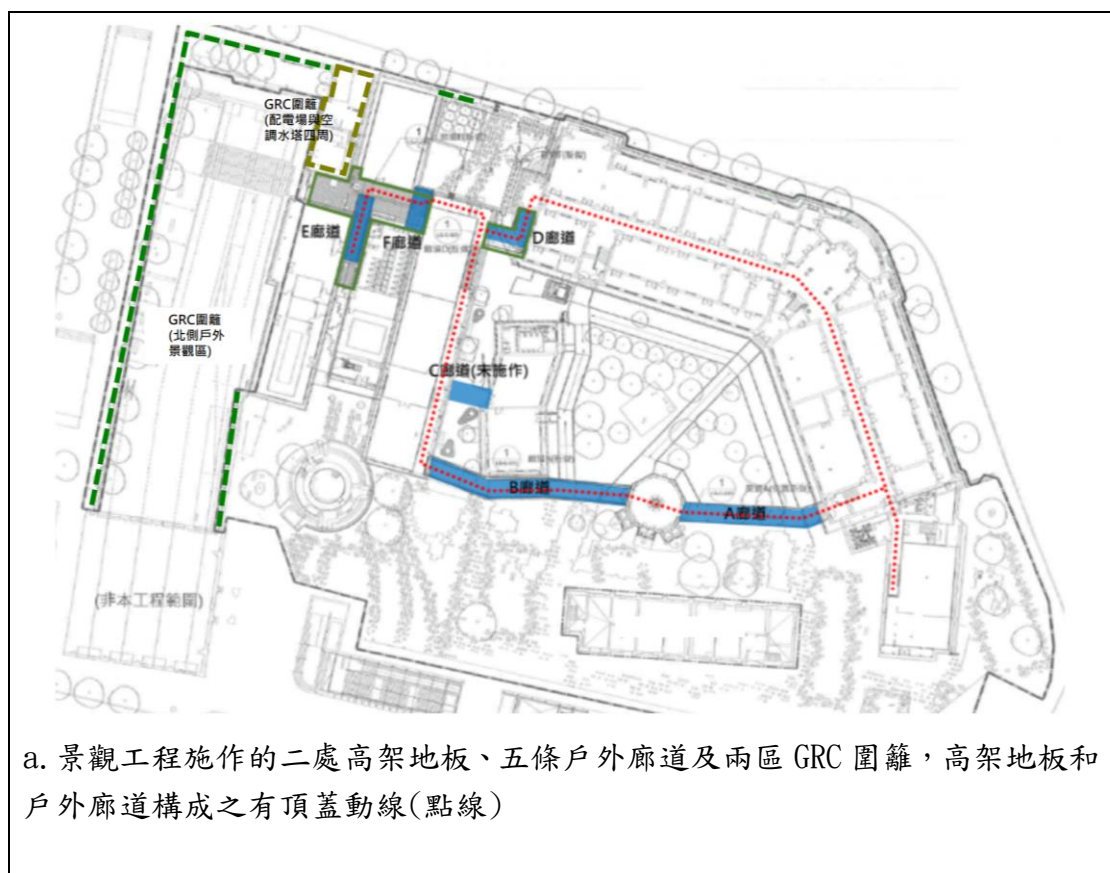 GRC圍籬
(配電場與空
調水塔四周)
E廊道
F廊道
D廊道
GRC圍籬
(北側戶外
景觀區)
C廊道(未施作)
B廊道
A廊道
(非本工程範圍)
a.景觀工程施作的二處高架地板、五條戶外廊道及兩區 GRC 圍籬，高架地板和
戶外廊道構成之有頂蓋動線(點線)